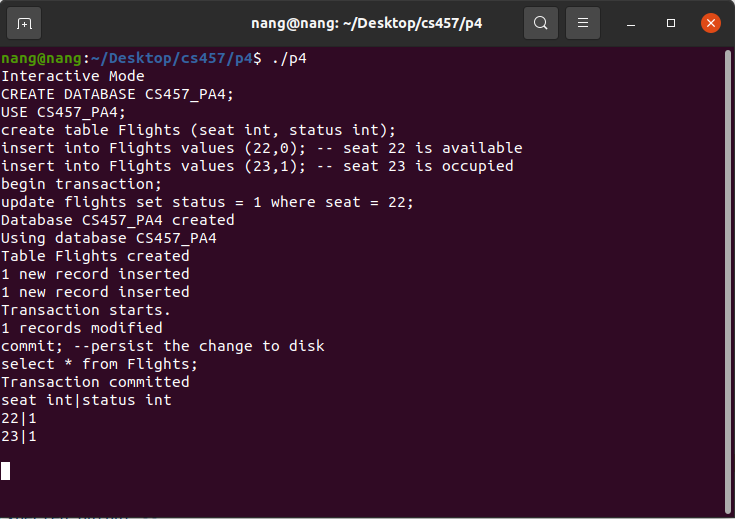 nang@nang: ~/Desktop/cs457/p4
nang@nang:~/Desktop/cs457/p4$ ./p4
Interactive Mode
CREATE DATABASE CS457_PA4;
USE CS457_PA4;
create table Flights (seat int, status int);
insert into Flights values (22,0); -- seat 22 is available
insert into Flights values (23,1); -- seat 23 is occupied
begin transaction;
update flights set status = 1 where seat = 22;
Database CS457_PA4 created
Using database CS457_PA4
Table Flights created
1 new record inserted
1 new record inserted
Transaction starts.
1 records modified
commit; --persist the change to disk
select * from Flights;
Transaction committed
seat int|status int
22|1
23|1